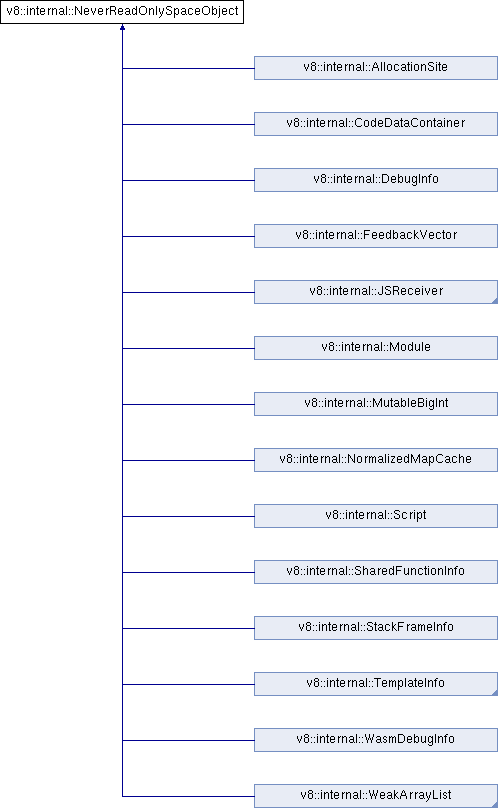 v8::internal::NeverReadOnlySpaceObject
v8::internal::AllocationSite
v8::internal::CodeDataContainer
v8::internal::DebugInfo
v8::internal::FeedbackVector
v8::internal::JSReceiver
v8::internal::Module
v8::internal::MutableBigInt
v8::internal::NormalizedMapCache
v8::internal::Script
v8::internal::SharedFunctionInfo
v8::internal::StackFrameInfo
v8::internal::TemplateInfo
v8::internal::WasmDebugInfo
v8::internal::WeakArrayList